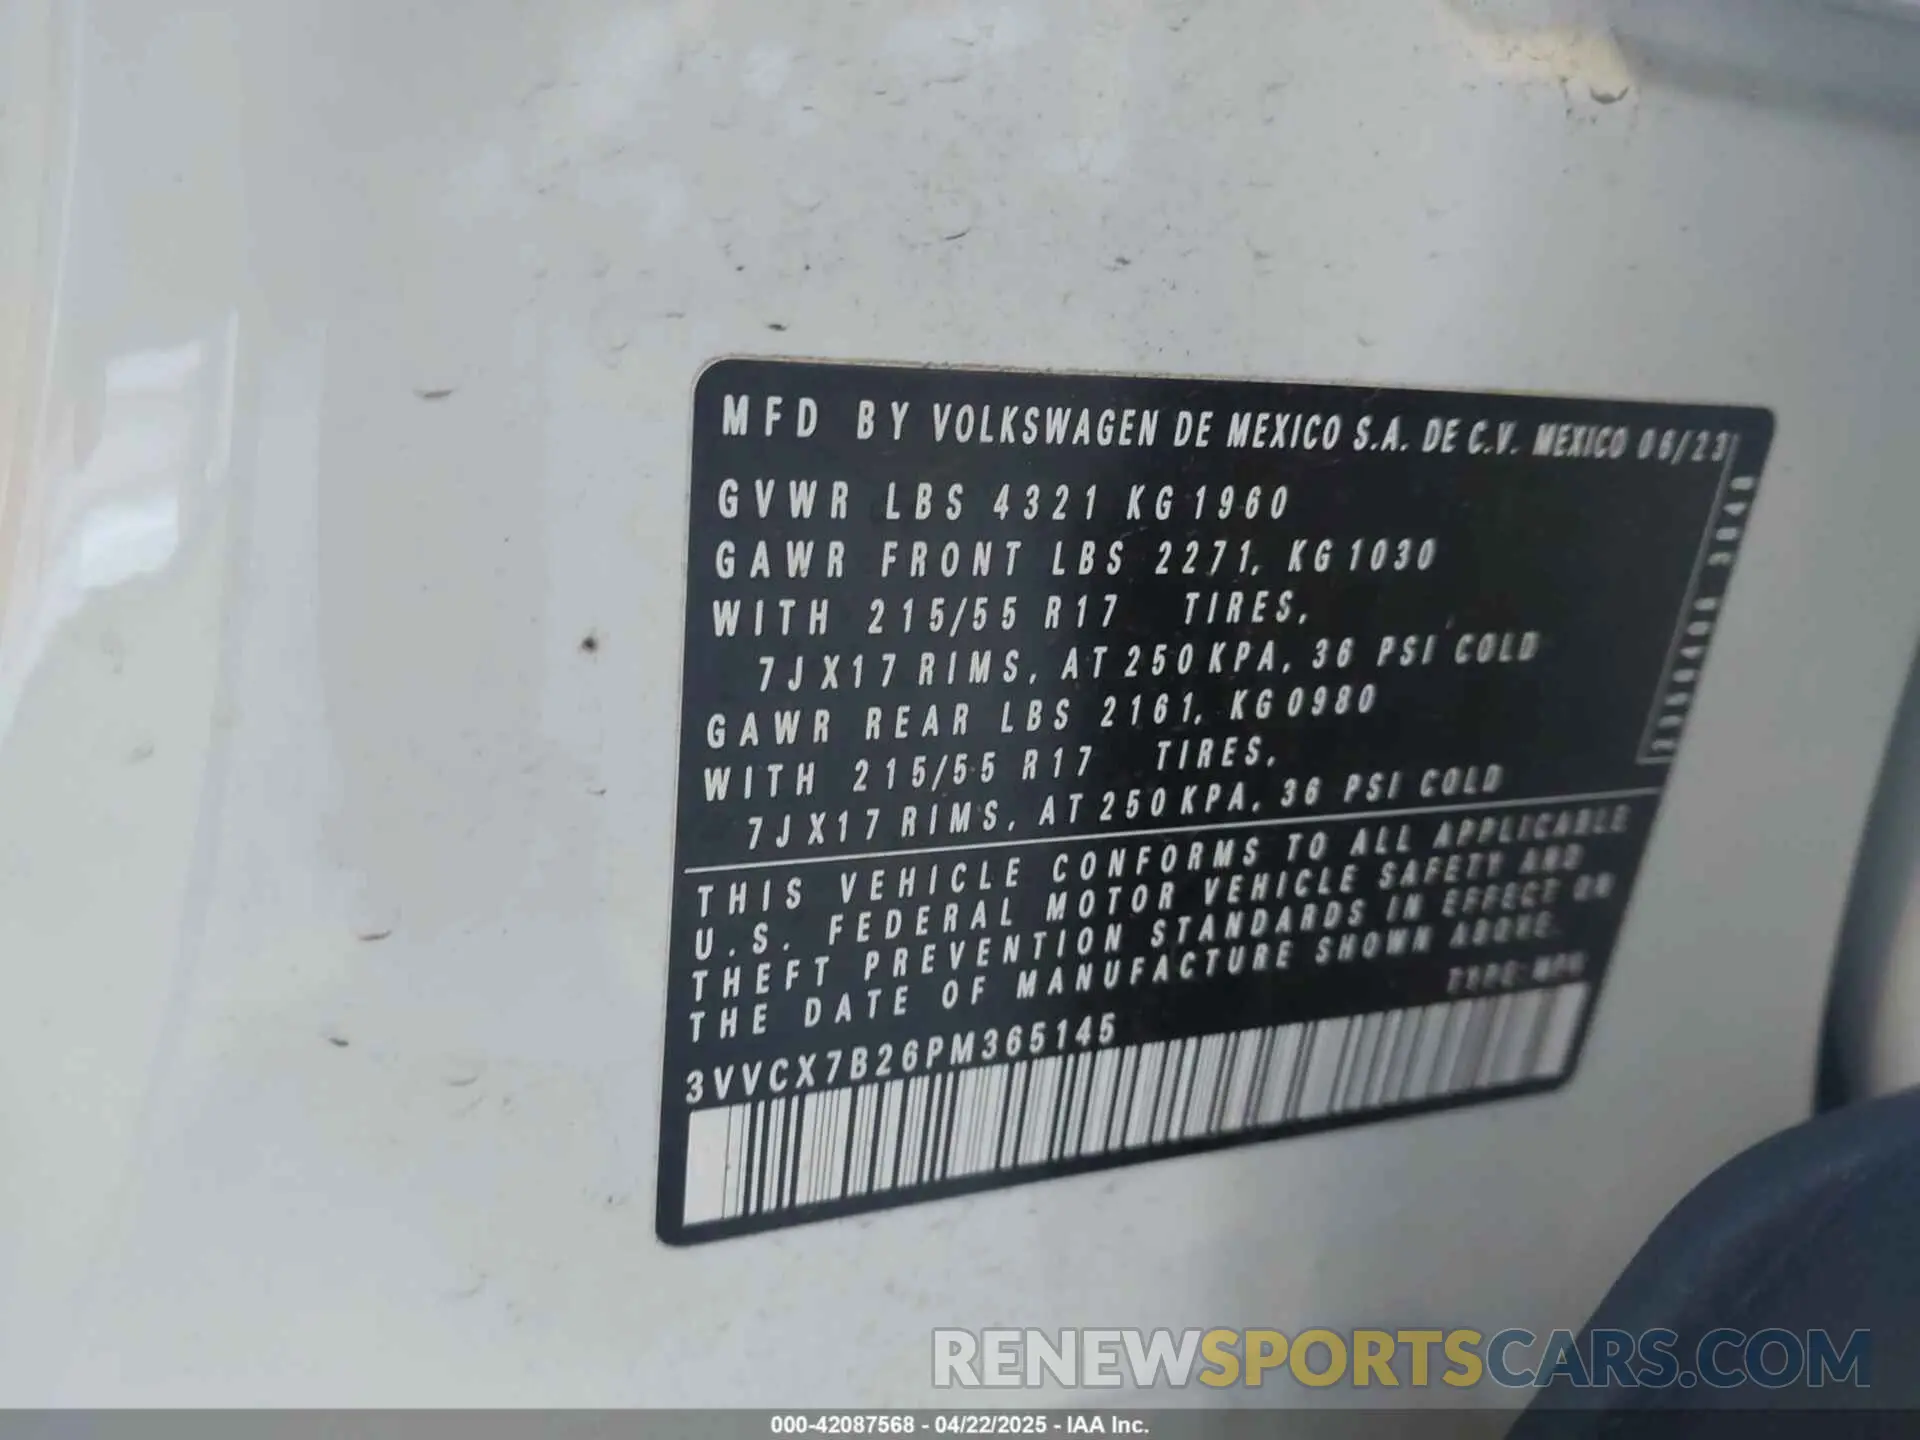 MFD BY VOLKSWAGEN DE MEXICO S.A. DE C.V. MEXICO 06/23
GVWR LBS 4321 KG 1960
GAWR FRONT LBS 2271, KG 1030
WITH 215/55 R17 TIRES,
7JX17 RIMS, AT 250 KPA, 36 PSI COLD
GAWR REAR LBS 2161, KG 0980
WITH 215/55 R17 TIRES,
7JX17 RIMS, AT 250 KPA, 36 PSI COLD
THIS VEHICLE CONFORMS TO ALL APPLICABLE
U.S. FEDERAL MOTOR VEHICLE SAFETY AND
THEFT PREVENTION STANDARDS IN EFFECT ON
THE DATE OF MANUFACTURE SHOWN ABOVE.
TYPE: MPV
3VVCX7B26PM365145
RENEWSPORTSCARS.COM
000-42087568 - 04/22/2025 - IAA Inc.